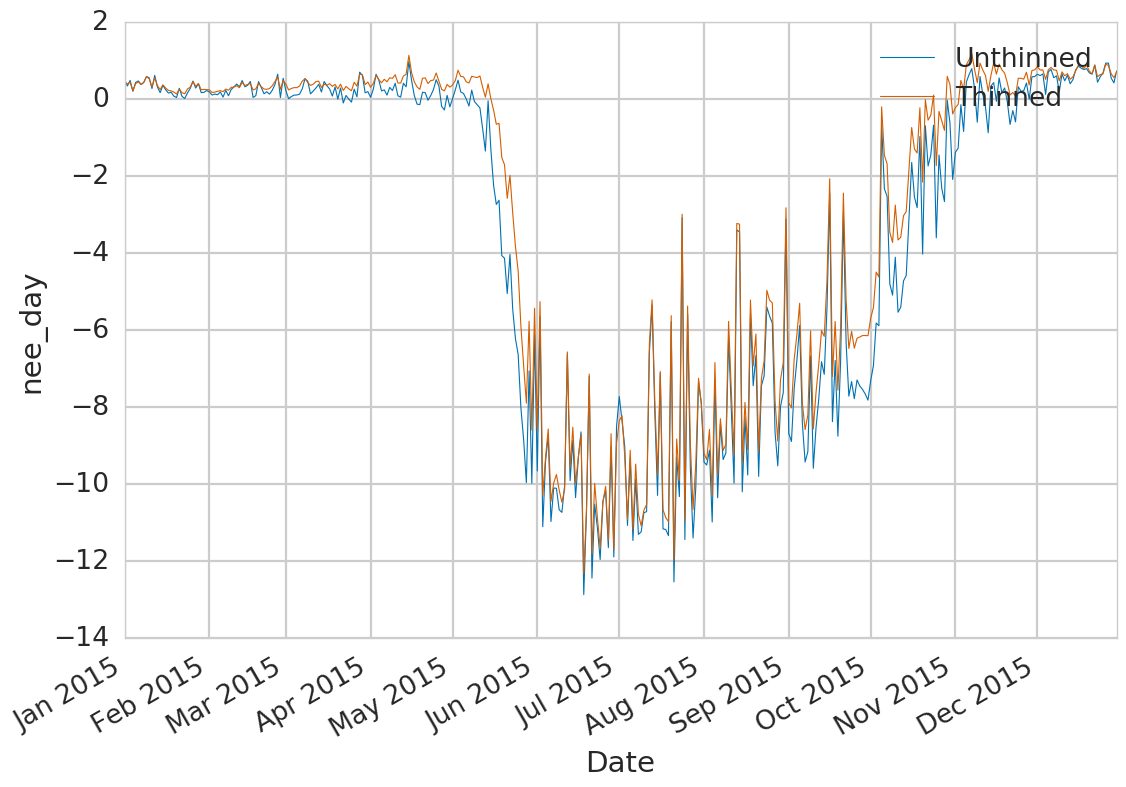 2
0
−2
−4
−6
−8
−10
−12
−14
nee_day
Unthinned
Thinned
Jan 2015
Feb 2015
Mar 2015
Apr 2015
May 2015
Jun 2015
Jul 2015
Aug 2015
Sep 2015
Oct 2015
Nov 2015
Dec 2015
Date